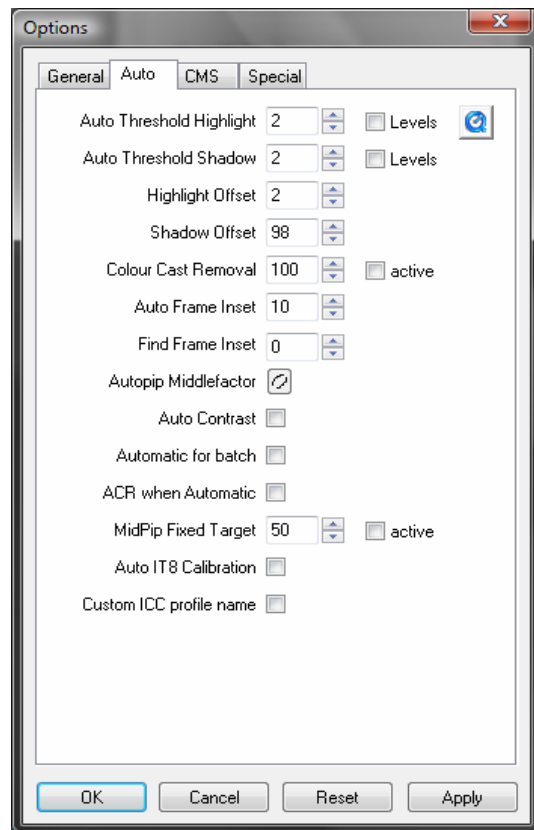 Options
General Auto CMS Special
Auto Threshold Highlight 2 Levels
Auto Threshold Shadow 2 Levels
Highlight Offset 2
Shadow Offset 98
Colour Cast Removal 100 active
Auto Frame Inset 10
Find Frame Inset 0
Autopip Middlefactor
Auto Contrast
Automatic for batch
ACR when Automatic
MidPip Fixed Target 50 active
Auto IT8 Calibration
Custom ICC profile name
OK Cancel Reset Apply